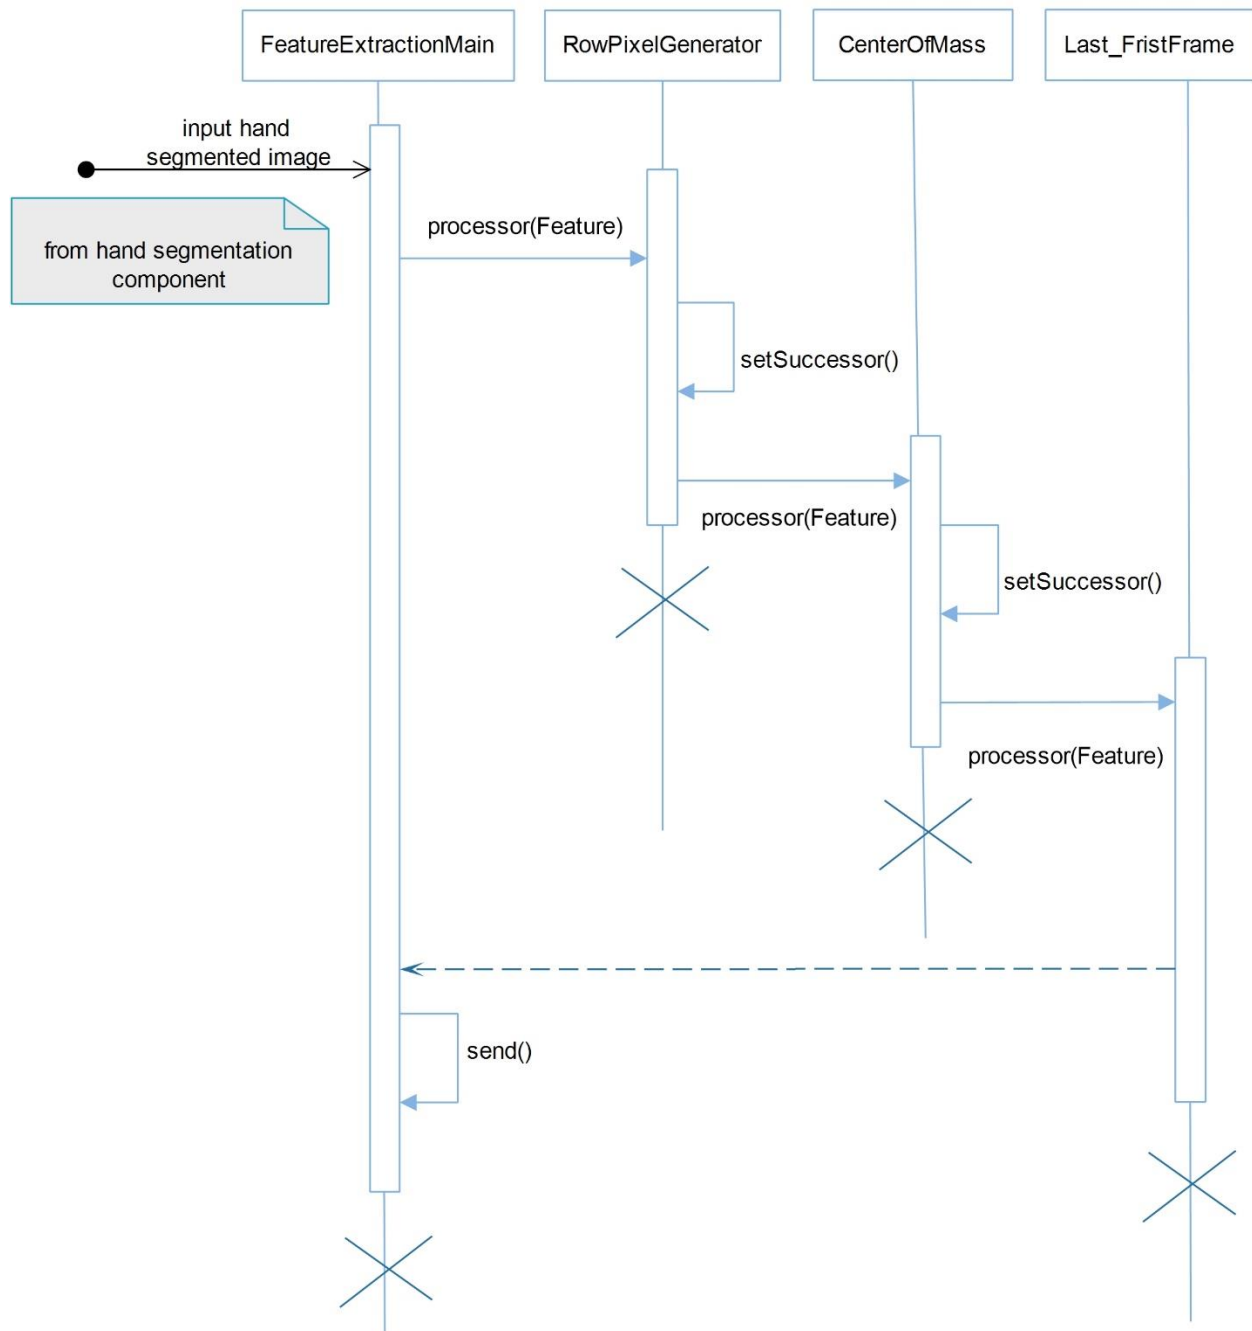 FeatureExtractionMain
RowPixelGenerator
CenterOfMass
Last_FristFrame
input hand
segmented image
from hand segmentation
component
processor(Feature)
setSuccessor()
processor(Feature)
setSuccessor()
processor(Feature)
send()